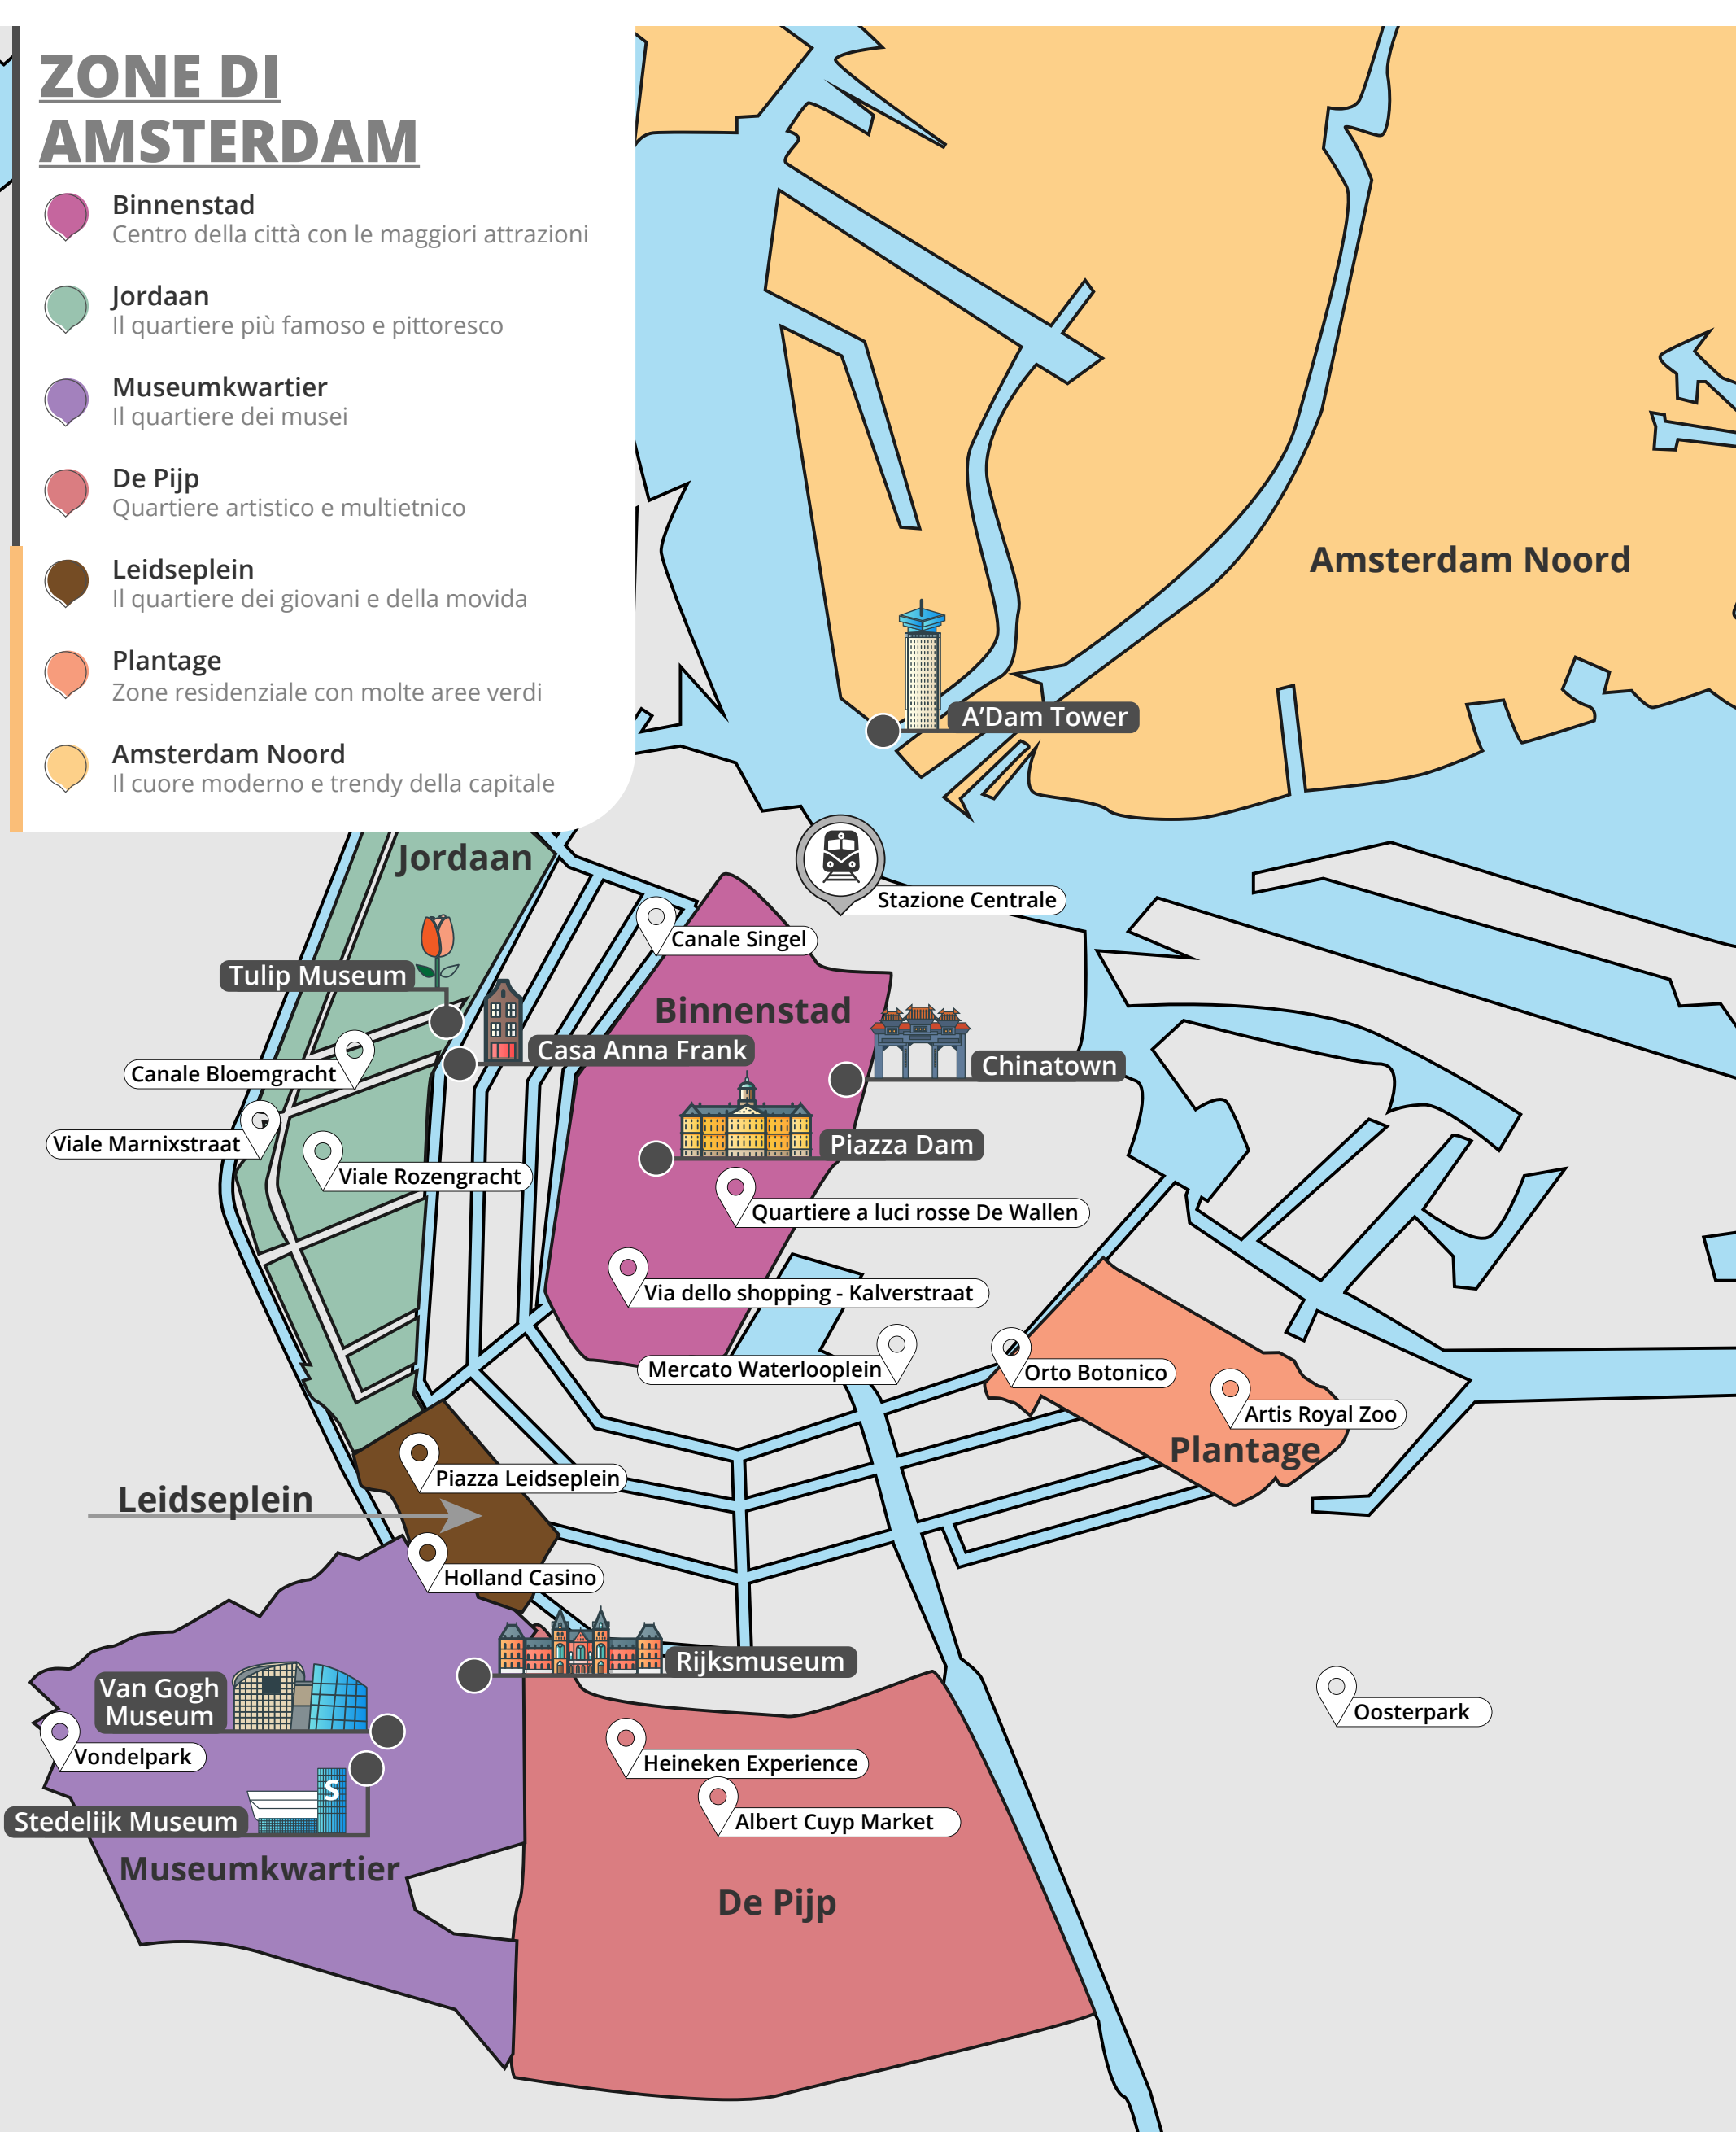 ZONE DI
AMSTERDAM
Binnenstad
Centro della città con le maggiori attrazioni
Jordaan
Il quartiere più famoso e pittoresco
Museumkwartier
Il quartiere dei musei
De Pijp
Quartiere artistico e multietnico
Leidseplein
Il quartiere dei giovani e della movida
Plantage
Zone residenziale con molte aree verdi
Amsterdam Noord
Il cuore moderno e trendy della capitale
Amsterdam Noord
A'Dam Tower
Jordaan
Stazione Centrale
Canale Singel
Tulip Museum
Binnenstad
Casa Anna Frank
Chinatown
Canale Bloemgracht
Viale Marnixstraat
Piazza Dam
Viale Rozengracht
Quartiere a luci rosse De Wallen
Via dello shopping - Kalverstraat
Mercato Waterlooplein
Orto Botonico
Artis Royal Zoo
Plantage
Piazza Leidseplein
Leidseplein
Holland Casino
Rijksmuseum
Van Gogh
Museum
Oosterpark
Vondelpark
Heineken Experience
S
Stedelijk Museum
Albert Cuyp Market
Museumkwartier
De Pijp